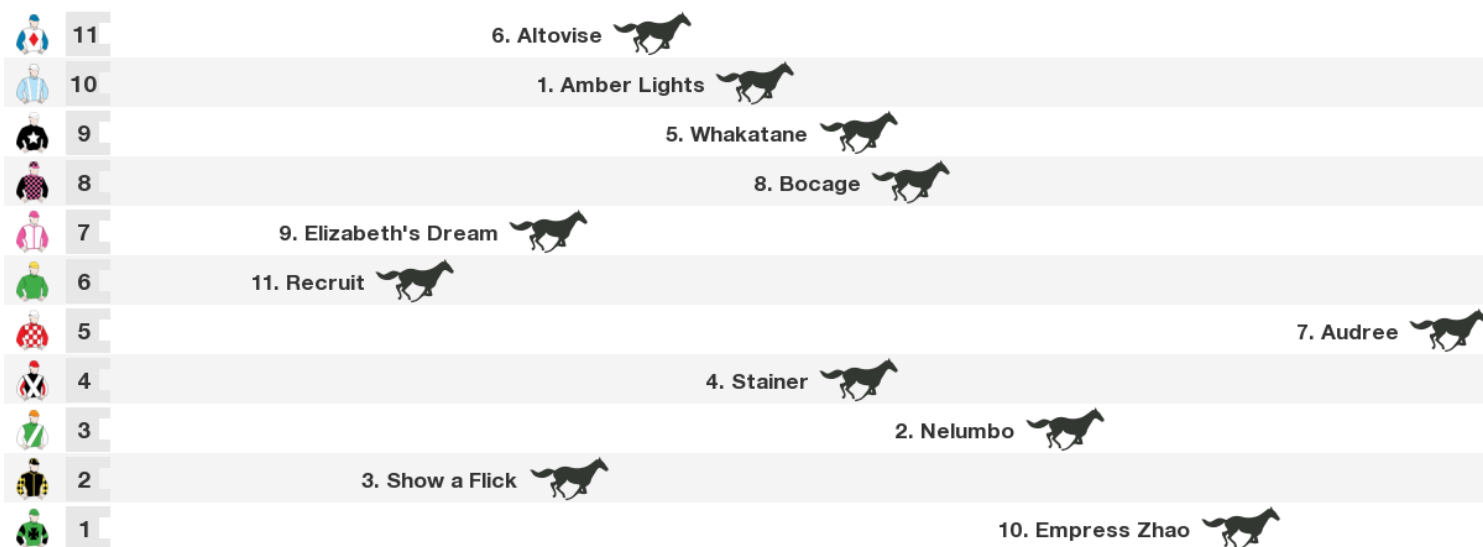 11 6. Altovise
10 1. Amber Lights
9 5. Whakatane
8 8. Bocage
7 9. Elizabeth's Dream
6 11. Recruit
5 7. Audree
4 4. Stainer
3 2. Nelumbo
2 3. Show a Flick
1 10. Empress Zhao